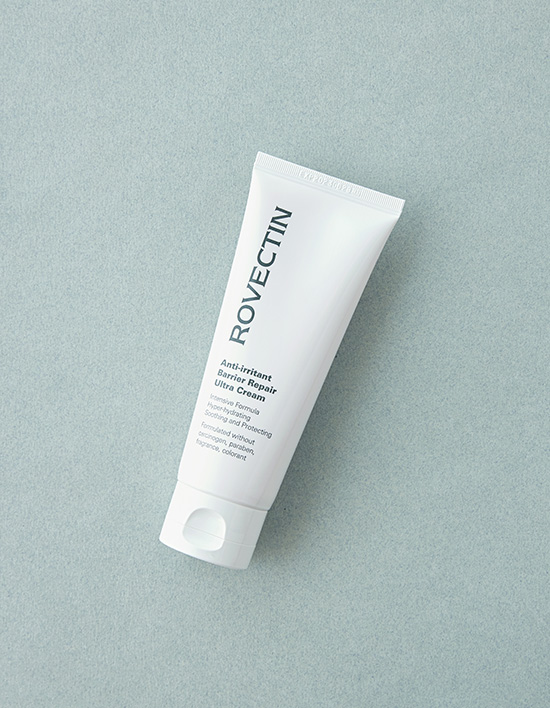 ROVECTIN
Anti-irritant
Barrier Repair
Ultra Cream
Intensive Formula
Hyper-hydrating
Soothing and Protecting
Formulated without
carcinogen, paraben,
fragrance, colorant